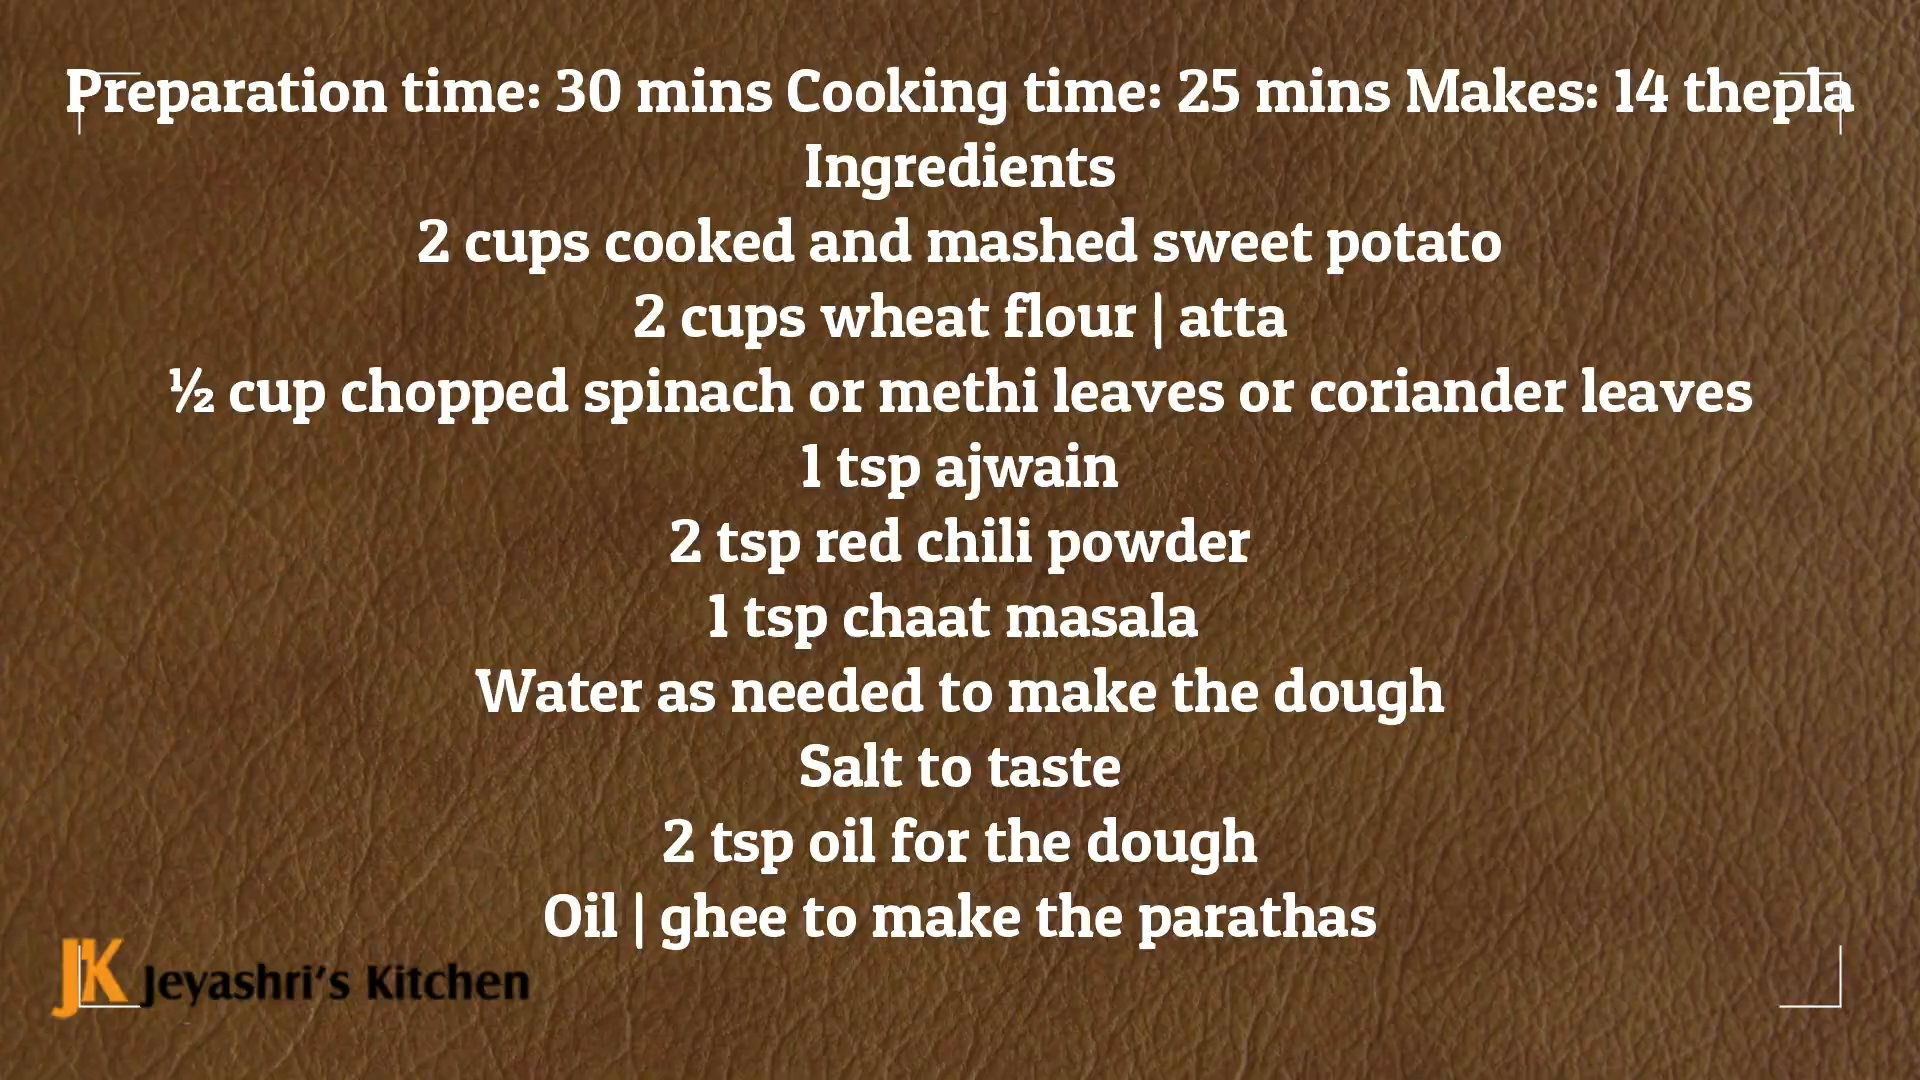 Preparation time: 30 mins Cooking time: 25 mins Makes: 14 thepla
Ingredients
2 cups cooked and mashed sweet potato
2 cups wheat flour | atta
½ cup chopped spinach or methi leaves or coriander leaves
1 tsp ajwain
2 tsp red chili powder
1 tsp chaat masala
Water as needed to make the dough
Salt to taste
2 tsp oil for the dough
Oil | ghee to make the parathas
JK Jeyashri's Kitchen